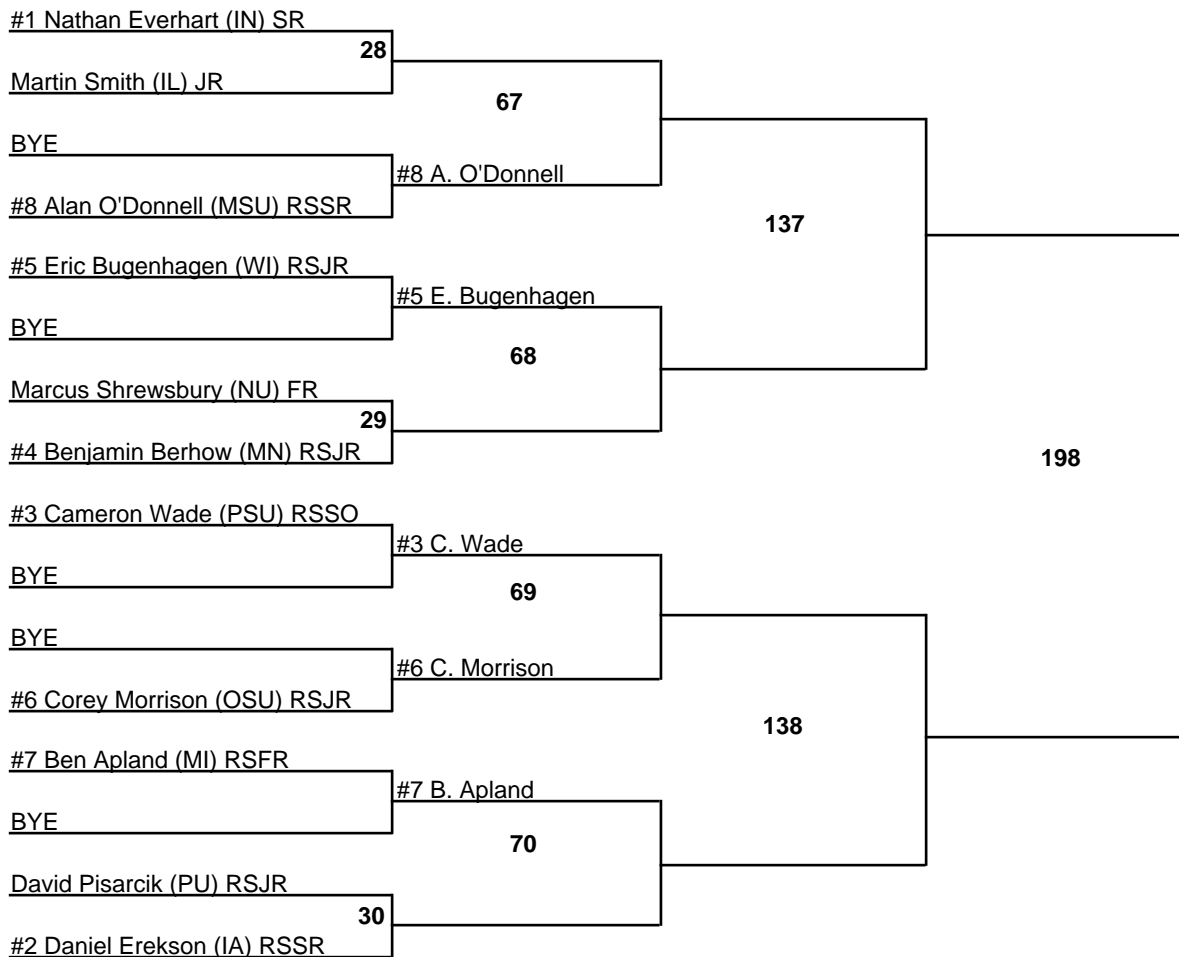 #1 Nathan Everhart (IN) SR
28
Martin Smith (IL) JR
67
BYE
#8 A. O'Donnell
#8 Alan O'Donnell (MSU) RSSR
137
#5 Eric Bugenhagen (WI) RSJR
#5 E. Bugenhagen
BYE
68
Marcus Shrewsbury (NU) FR
29
#4 Benjamin Berhow (MN) RSJR
198
#3 Cameron Wade (PSU) RSSO
#3 C. Wade
BYE
69
BYE
#6 C. Morrison
#6 Corey Morrison (OSU) RSJR
138
#7 Ben Apland (MI) RSFR
#7 B. Apland
BYE
70
David Pisarcik (PU) RSJR
30
#2 Daniel Erekson (IA) RSSR